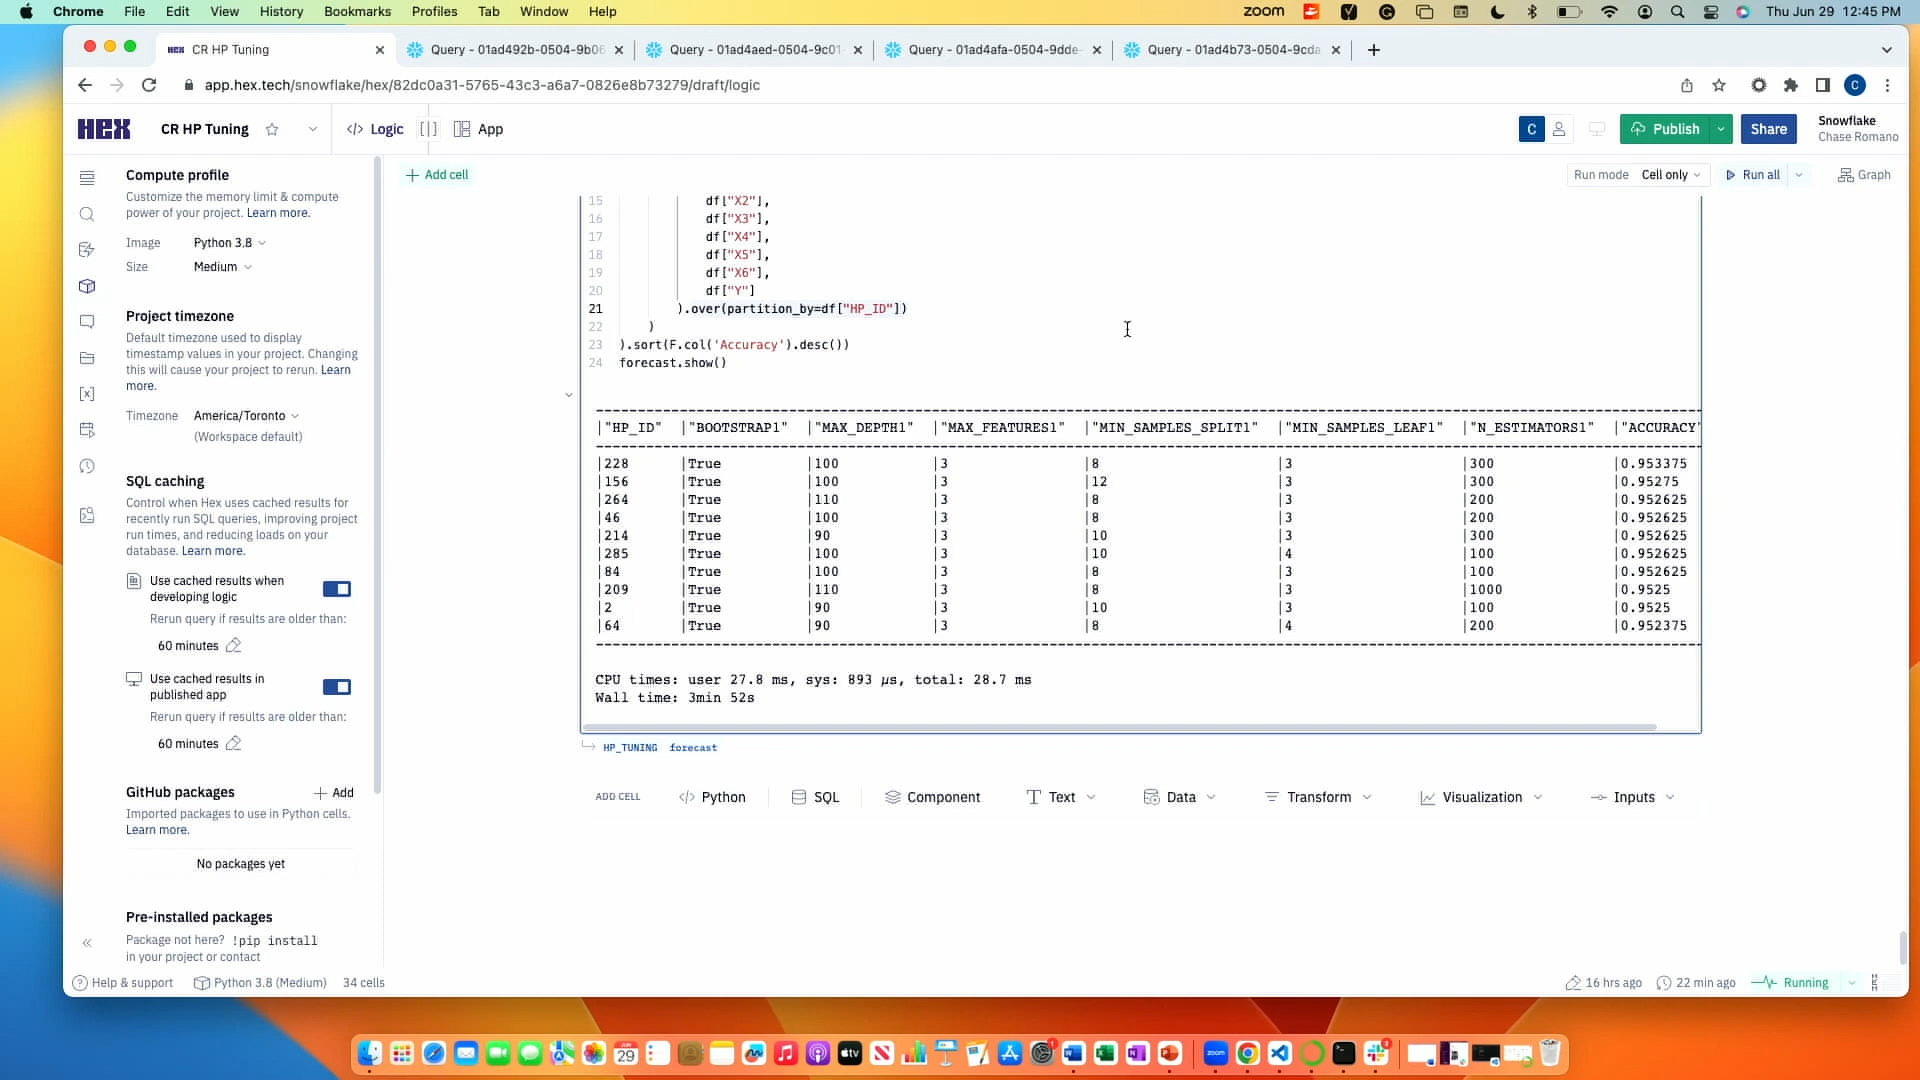 Chrome File Edit View History Bookmarks Profiles Tab Window Help zoom Thu Jun 29 12:45 PM
HEX CR HP Tuning Query - 01ad492b-0504-9b06 Query - 01ad4aed-0504-9c01- Query - 01ad4afa-0504-9dde- Query - 01ad4b73-0504-9cda
app.hex.tech/snowflake/hex/82dc0a31-5765-43c3-a6a7-0826e8b73279/draft/logic C
HEX CR HP Tuning </> Logic [|] App C Publish Share Snowflake
Chase Romano
+ Add cell Run mode Cell only Run all Graph
Compute profile
Customize the memory limit & compute
power of your project. Learn more.
Image Python 3.8
Size Medium
Project timezone
Default timezone used to display
timestamp values in your project. Changing
this will cause your project to rerun. Learn
more.
Timezone America/Toronto
(Workspace default)
SQL caching
Control when Hex uses cached results for
recently run SQL queries, improving project
run times, and reducing loads on your
database. Learn more.
Use cached results when
developing logic
Rerun query if results are older than:
60 minutes
Use cached results in
published app
Rerun query if results are older than:
60 minutes
GitHub packages + Add
Imported packages to use in Python cells.
Learn more.
No packages yet
Pre-installed packages
Package not here? !pip install
in your project or contact
15 df["X2"],
16 df["X3"],
17 df["X4"],
18 df["X5"],
19 df["X6"],
20 df["Y"]
21 ).over(partition_by=df["HP_ID"])
22 )
23 ).sort(F.col('Accuracy').desc())
24 forecast.show()
|"HP_ID" |"BOOTSTRAP1" |"MAX_DEPTH1" |"MAX_FEATURES1" |"MIN_SAMPLES_SPLIT1" |"MIN_SAMPLES_LEAF1" |"N_ESTIMATORS1" |"ACCURACY"
|228 |True |100 |3 |8 |3 |300 |0.953375
|156 |True |100 |3 |12 |3 |300 |0.95275
|264 |True |110 |3 |8 |3 |200 |0.952625
|46 |True |100 |3 |8 |3 |200 |0.952625
|214 |True |90 |3 |10 |3 |300 |0.952625
|285 |True |100 |3 |10 |4 |100 |0.952625
|84 |True |100 |3 |8 |3 |100 |0.952625
|209 |True |110 |3 |8 |3 |1000 |0.9525
|2 |True |90 |3 |10 |3 |100 |0.9525
|64 |True |90 |3 |8 |4 |200 |0.952375
CPU times: user 27.8 ms, sys: 893 µs, total: 28.7 ms
Wall time: 3min 52s
HP_TUNING forecast
ADD CELL </> Python SQL Component Text Data Transform Visualization Inputs
Help & support Python 3.8 (Medium) 34 cells 16 hrs ago 22 min ago Running